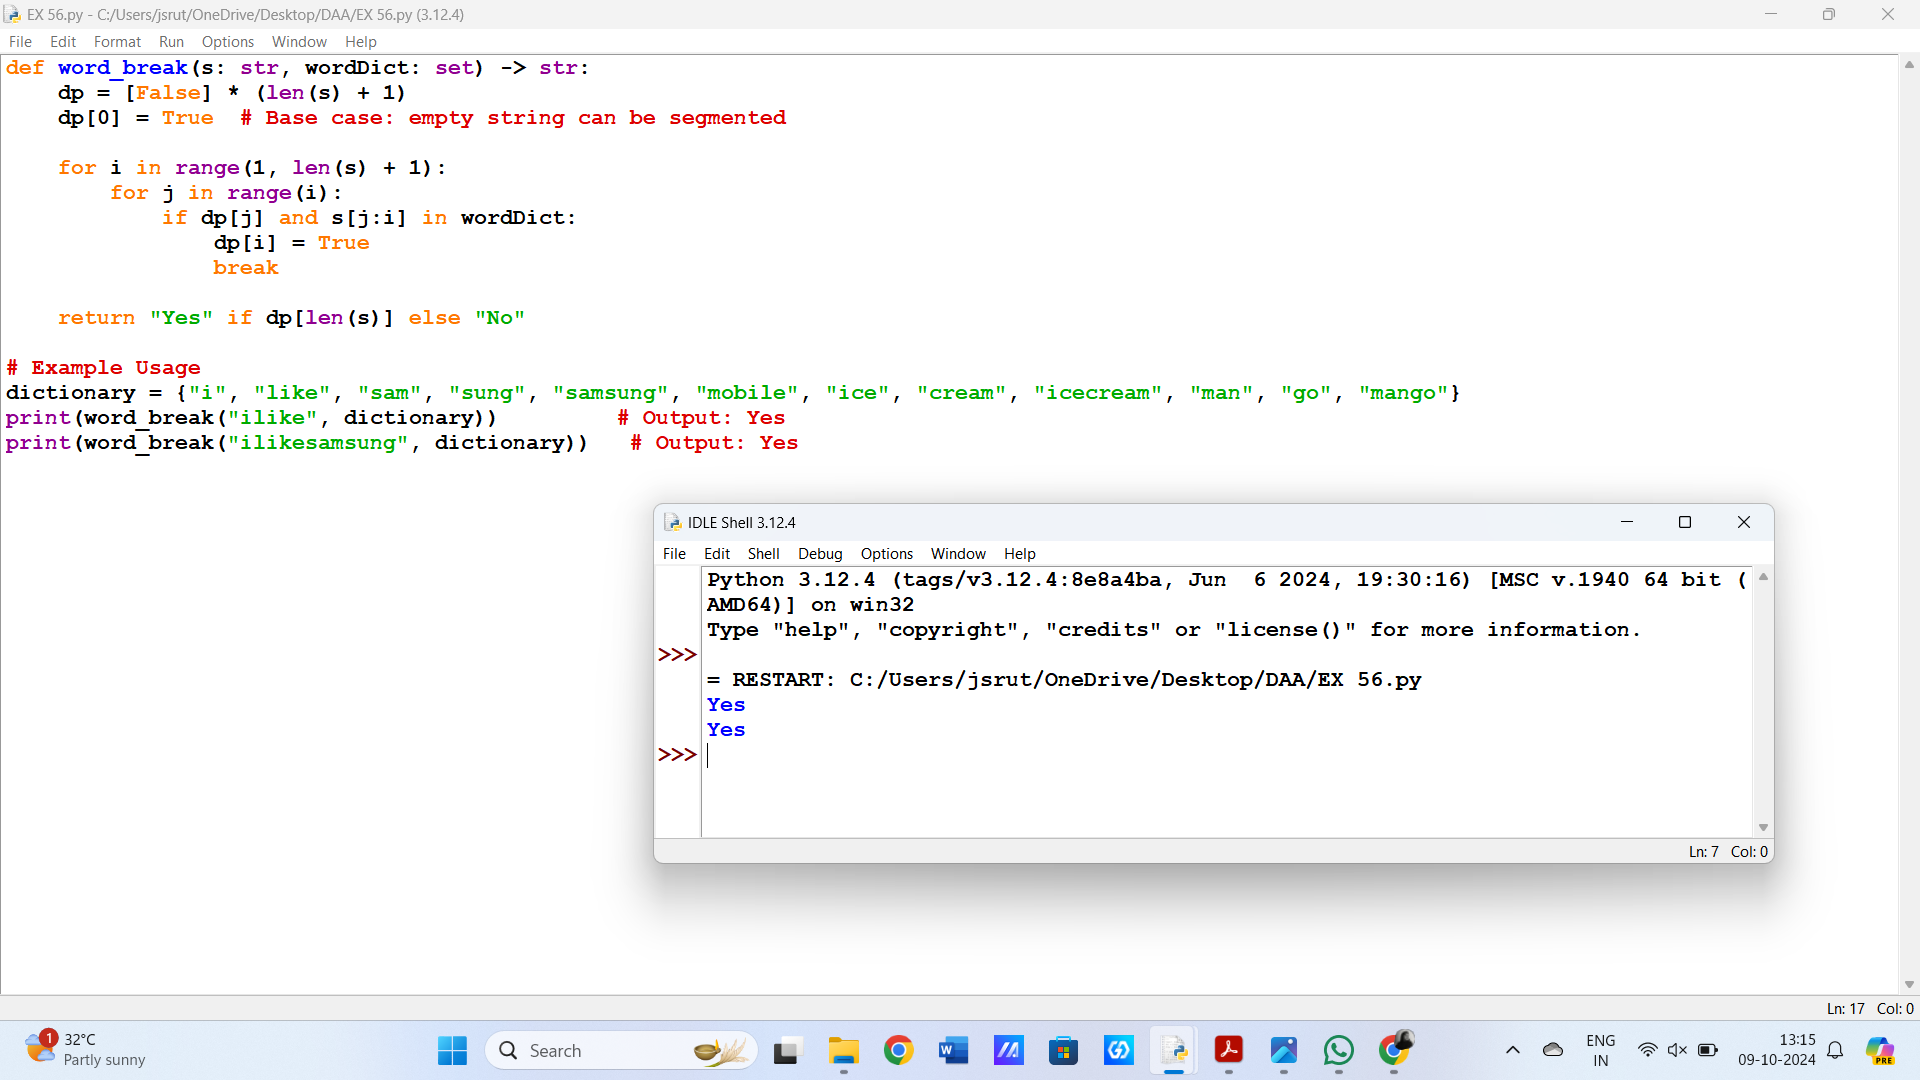 EX 56.py - C:/Users/jsrut/OneDrive/Desktop/DAA/EX 56.py (3.12.4)
File Edit Format Run Options Window Help
def word_break(s: str, wordDict: set) -> str:
    dp = [False] * (len(s) + 1)
    dp[0] = True  # Base case: empty string can be segmented
    for i in range(1, len(s) + 1):
        for j in range(i):
            if dp[j] and s[j:i] in wordDict:
                dp[i] = True
                break
    return "Yes" if dp[len(s)] else "No"
# Example Usage
dictionary = {"i", "like", "sam", "sung", "samsung", "mobile", "ice", "cream", "icecream", "man", "go", "mango"}
print(word_break("ilike", dictionary))         # Output: Yes
print(word_break("ilikesamsung", dictionary))   # Output: Yes
IDLE Shell 3.12.4
File Edit Shell Debug Options Window Help
Python 3.12.4 (tags/v3.12.4:8e8a4ba, Jun  6 2024, 19:30:16) [MSC v.1940 64 bit (
AMD64)] on win32
Type "help", "copyright", "credits" or "license()" for more information.
>>>
= RESTART: C:/Users/jsrut/OneDrive/Desktop/DAA/EX 56.py
Yes
Yes
>>>
Ln: 7 Col: 0
Ln: 17 Col: 0
1
32°C
Partly sunny
Search
W
PRE
ENG
IN
13:15
09-10-2024